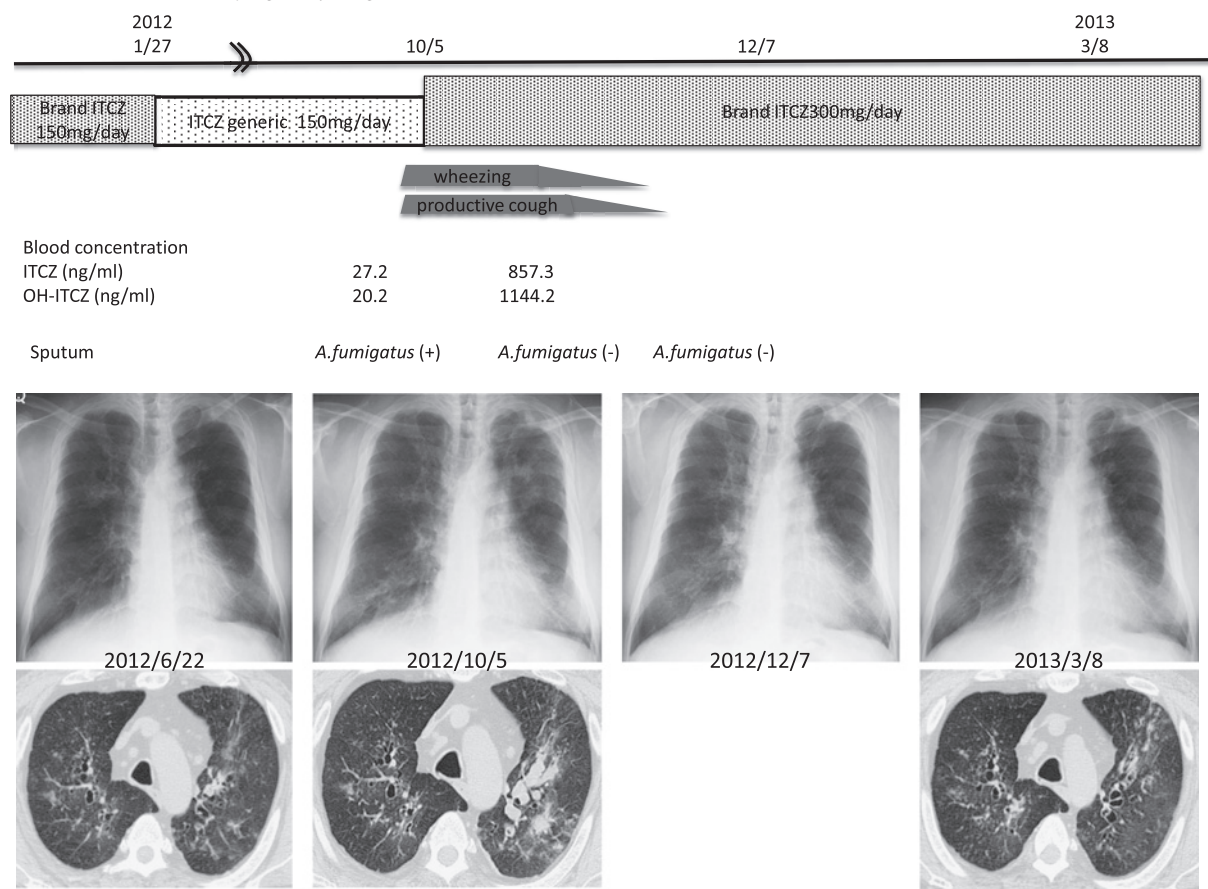 2012 2013
1/27 10/5 12/7 3/8
Brand ITCZ
150mg/day
ITCZ generic 150mg/day
Brand ITCZ300mg/day
wheezing
productive cough
Blood concentration
ITCZ (ng/ml) 27.2 857.3
OH-ITCZ (ng/ml) 20.2 1144.2
Sputum A.fumigatus (+) A.fumigatus (-) A.fumigatus (-)
2012/6/22 2012/10/5 2012/12/7 2013/3/8